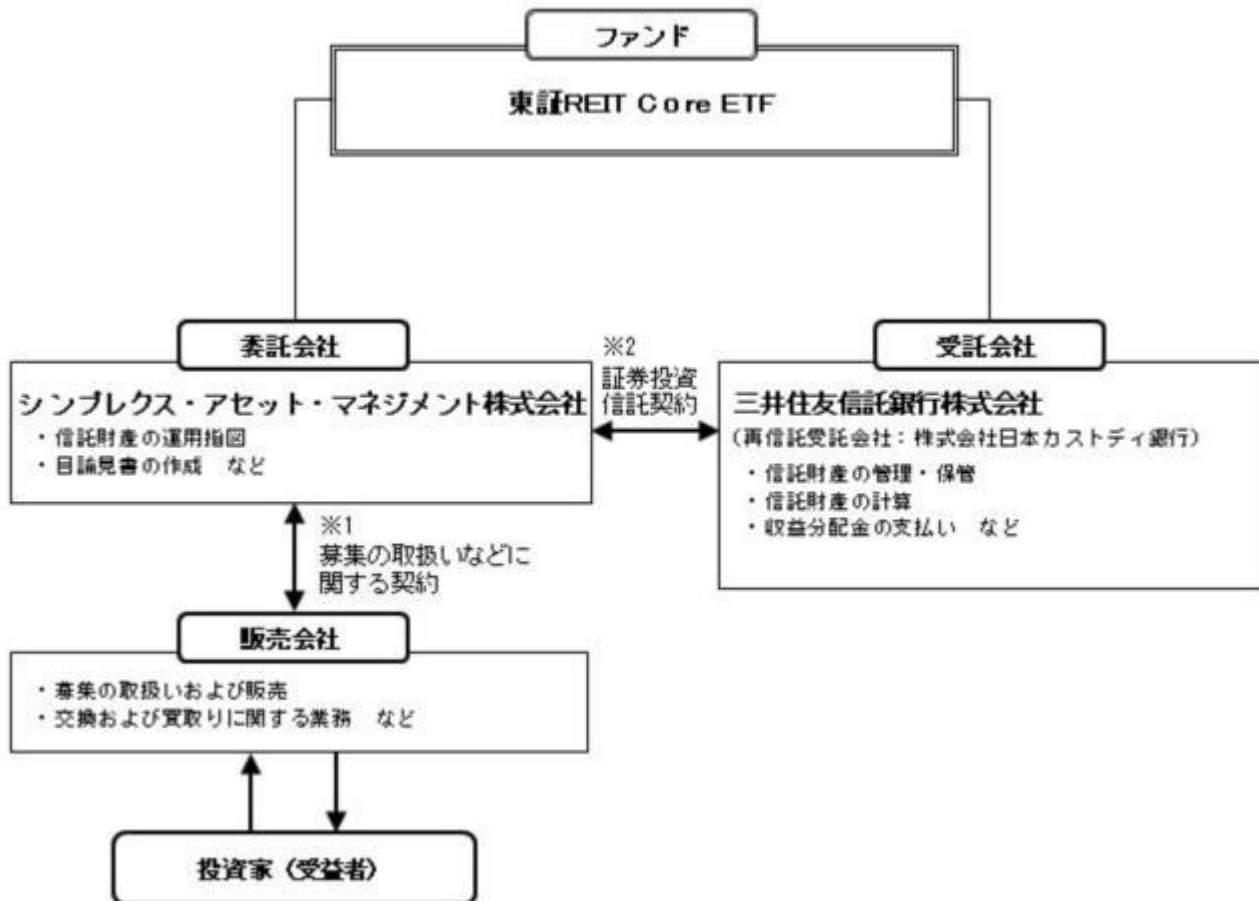 ファンド
東証REIT Core ETF
委託会社
シンプレクス・アセット・マネジメント株式会社
・信託財産の運用指図
・目論見書の作成　など
※2
証券投資
信託契約
受託会社
三井住友信託銀行株式会社
(再信託受託会社：株式会社日本カストディ銀行)
・信託財産の管理・保管
・信託財産の計算
・収益分配金の支払い　など
※1
募集の取扱いなどに
関する契約
販売会社
・募集の取扱いおよび販売
・交換および買取りに関する業務　など
投資家（受益者）